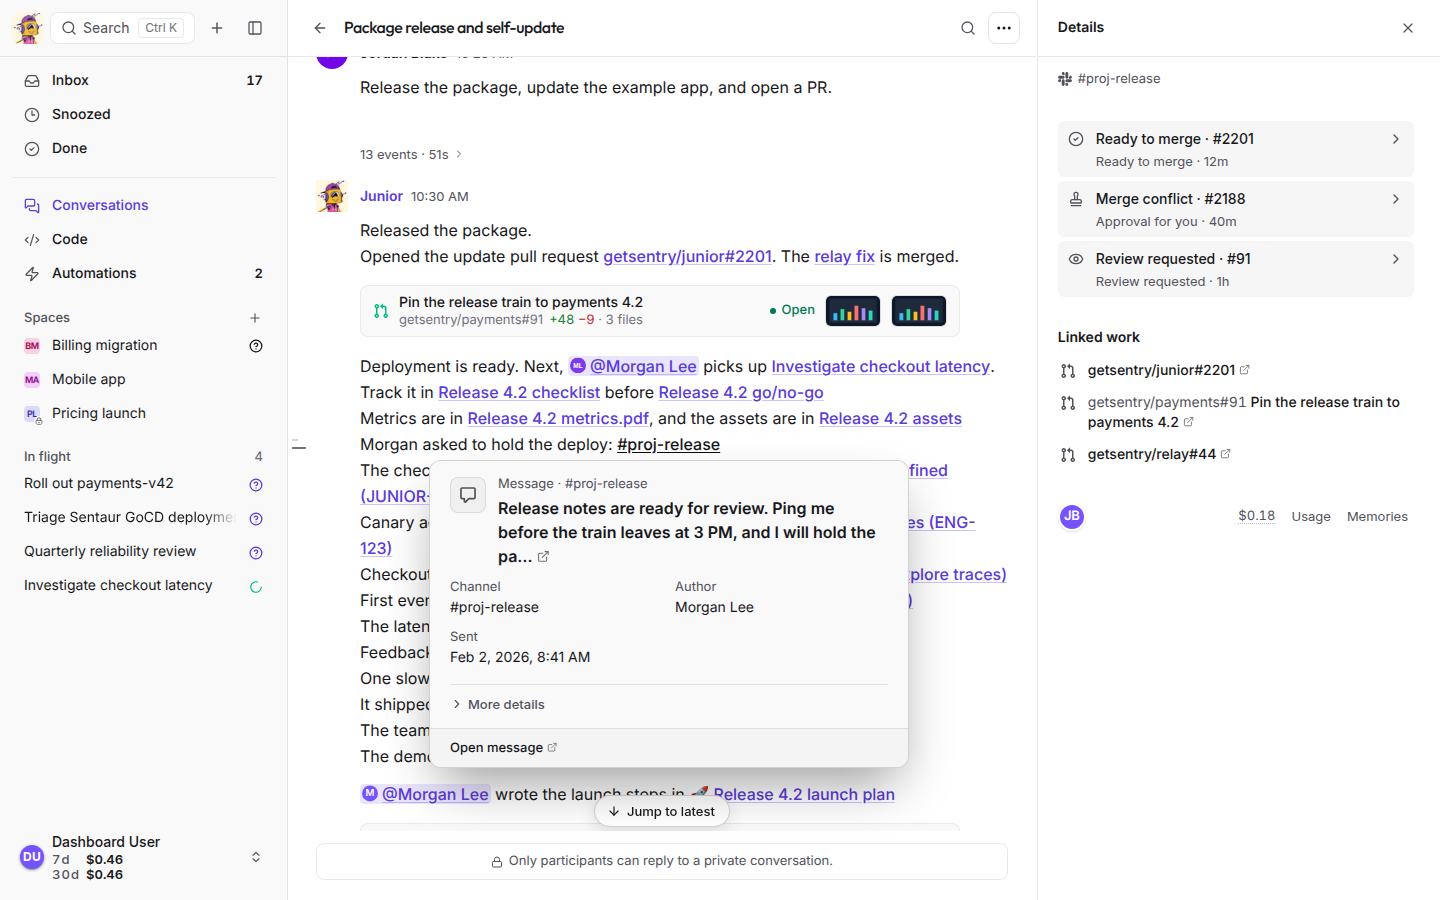 Search Ctrl K
Inbox 17
Snoozed
Done
Conversations
Code
Automations 2
Spaces
BM Billing migration
MA Mobile app
PL Pricing launch
In flight 4
Roll out payments-v42
Triage Sentaur GoCD deployme
Quarterly reliability review
Investigate checkout latency
DU Dashboard User
7d $0.46
30d $0.46
Package release and self-update
Release the package, update the example app, and open a PR.
13 events · 51s
Junior 10:30 AM
Released the package.
Opened the update pull request getsentry/junior#2201. The relay fix is merged.
Pin the release train to payments 4.2
getsentry/payments#91 +48 −9 · 3 files
Open
Deployment is ready. Next, ML @Morgan Lee picks up Investigate checkout latency.
Track it in Release 4.2 checklist before Release 4.2 go/no-go
Metrics are in Release 4.2 metrics.pdf, and the assets are in Release 4.2 assets
Morgan asked to hold the deploy: #proj-release
The chec fined
(JUNIOR-
Canary a es (ENG-
123)
Checkout plore traces)
First ever )
The laten
Feedback
One slow
It shipped
The team
The demo
Message · #proj-release
Release notes are ready for review. Ping me
before the train leaves at 3 PM, and I will hold the
pa...
Channel Author
#proj-release Morgan Lee
Sent
Feb 2, 2026, 8:41 AM
More details
Open message
M @Morgan Lee wrote the launch steps in 🚀 Release 4.2 launch plan
Jump to latest
Only participants can reply to a private conversation.
Details
#proj-release
Ready to merge · #2201
Ready to merge · 12m
Merge conflict · #2188
Approval for you · 40m
Review requested · #91
Review requested · 1h
Linked work
getsentry/junior#2201
getsentry/payments#91 Pin the release train to
payments 4.2
getsentry/relay#44
JB $0.18 Usage Memories